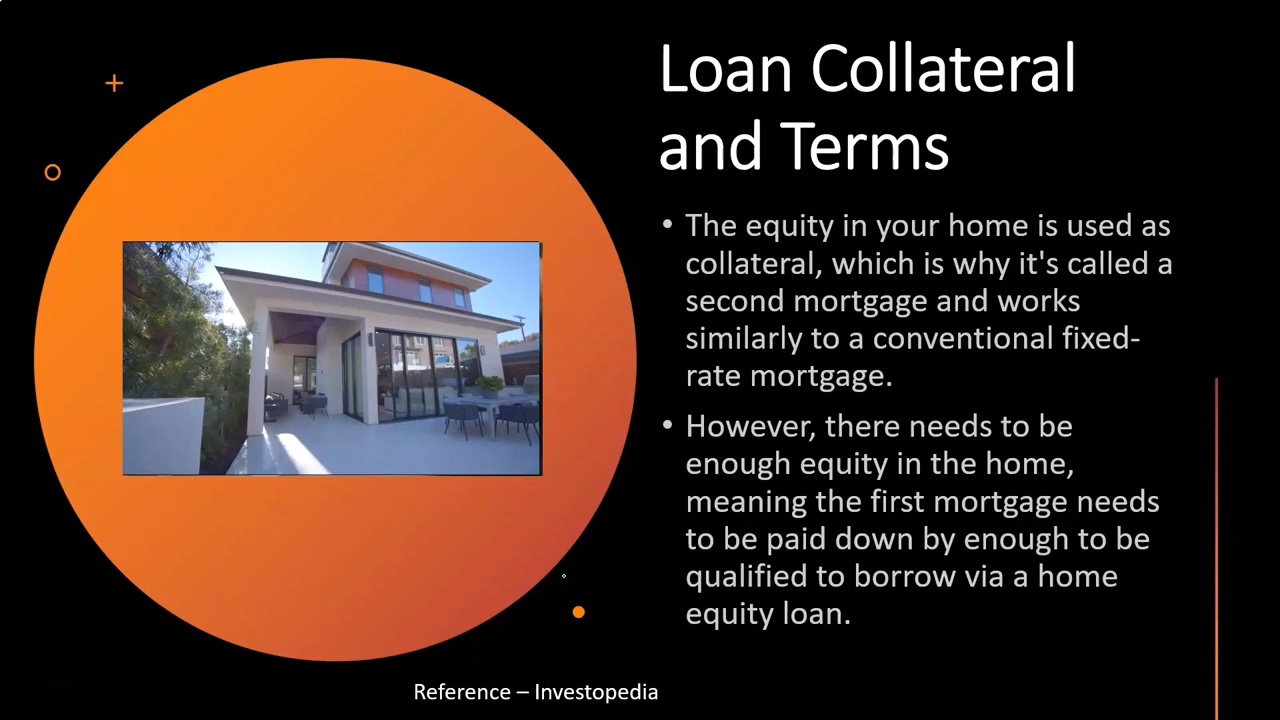 Loan Collateral
and Terms
• The equity in your home is used as
collateral, which is why it's called a
second mortgage and works
similarly to a conventional fixed-
rate mortgage.
• However, there needs to be
enough equity in the home,
meaning the first mortgage needs
to be paid down by enough to be
qualified to borrow via a home
equity loan.
Reference – Investopedia